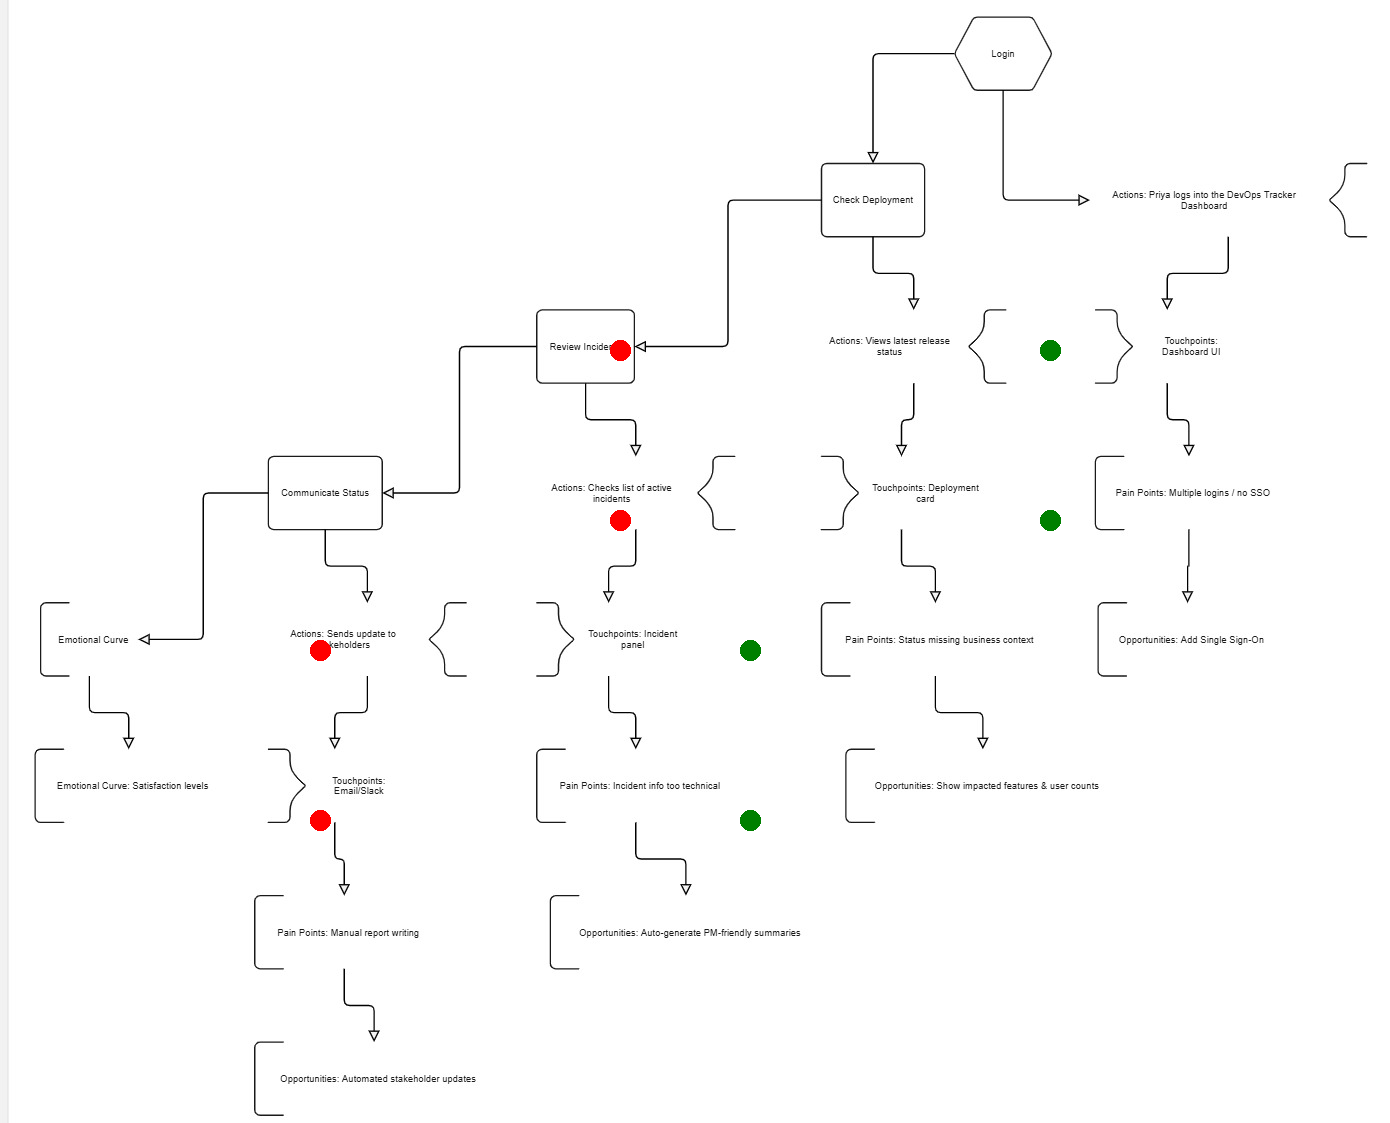 Login
Check Deployment
Actions: Priya logs into the DevOps Tracker
Dashboard
Review
Actions: Views latest release
status
Touchpoints:
Dashboard UI
Communicate Status
Actions: Checks list of active
incidents
Touchpoints: Deployment
card
Pain Points: Multiple logins / no SSO
Emotional Curve
Actions: Sends update to
Touchpoints: Incident
panel
Pain Points: Status missing business context
Opportunities: Add Single Sign-On
Emotional Curve: Satisfaction levels
Touchpoints:
Email/Slack
Pain Points: Incident info too technical
Opportunities: Show impacted features & user counts
Pain Points: Manual report writing
Opportunities: Auto-generate PM-friendly summaries
Opportunities: Automated stakeholder updates